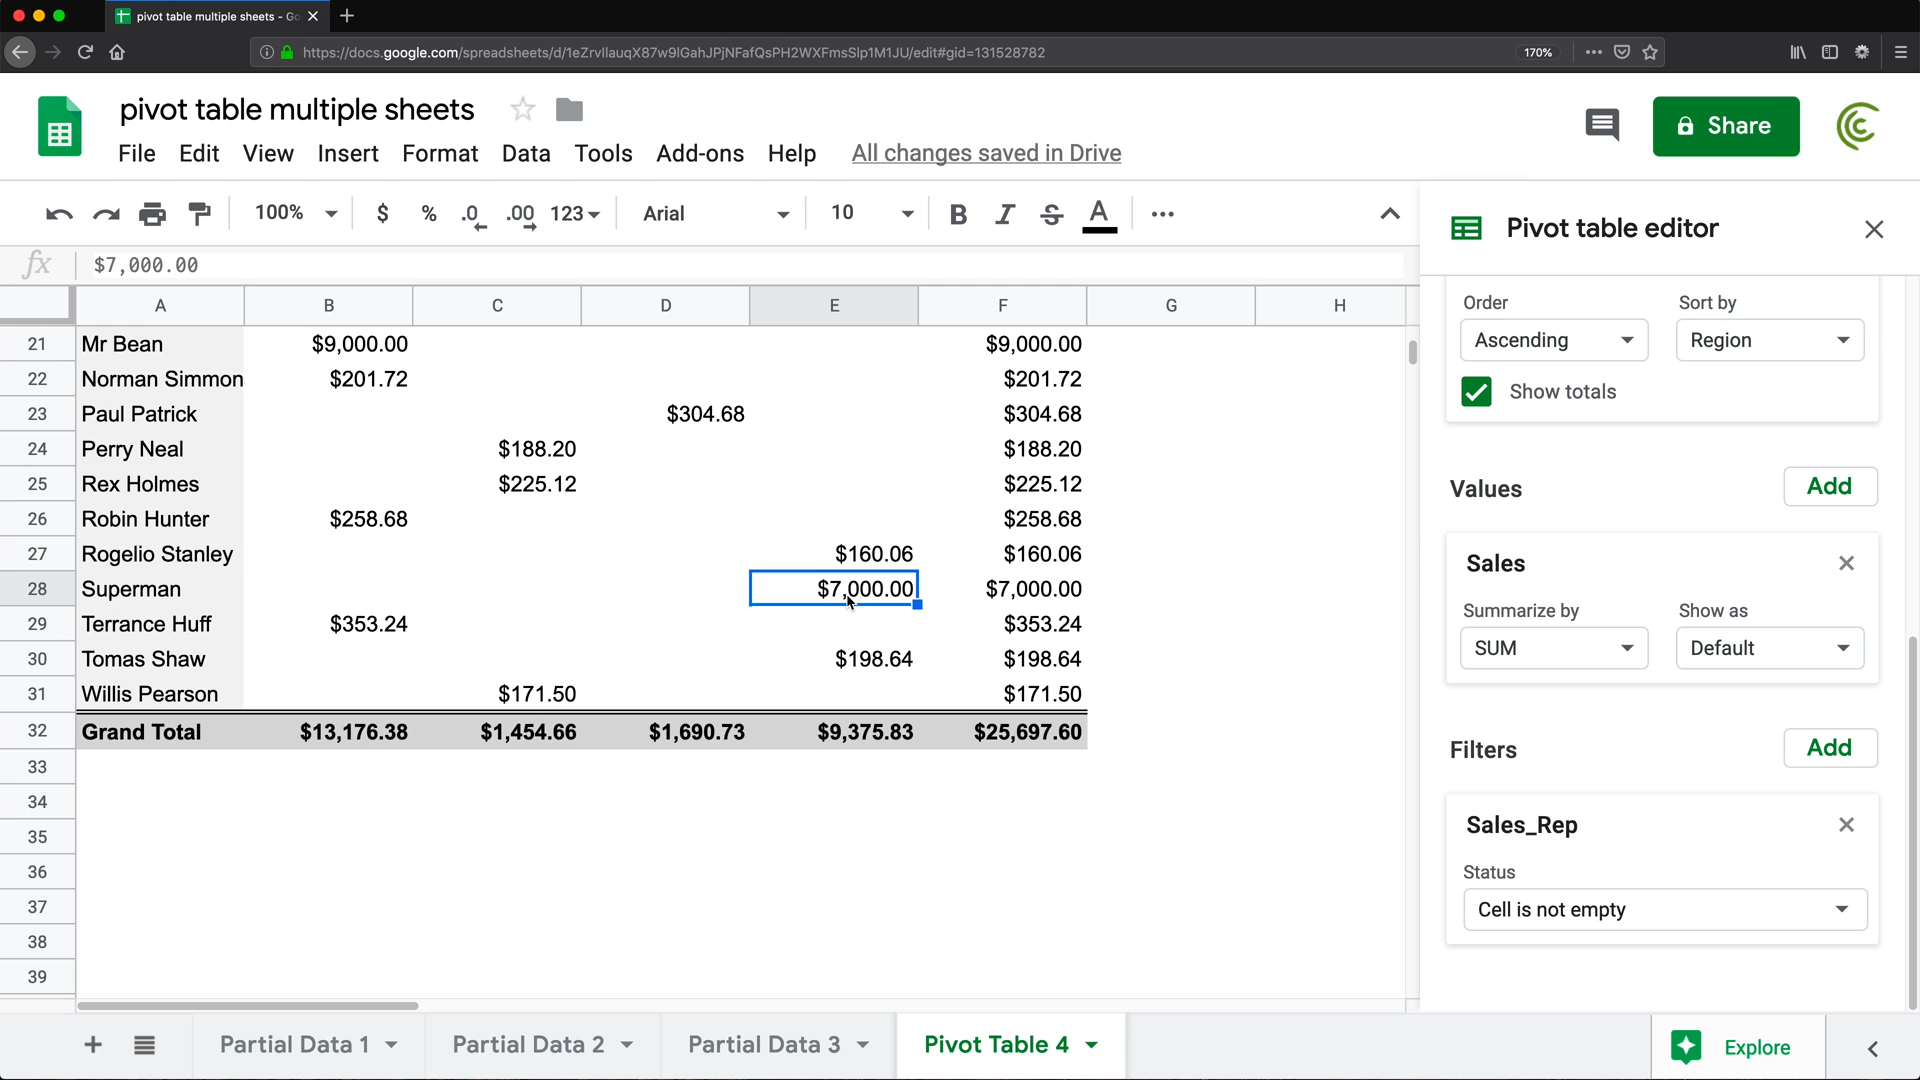 pivot table multiple sheets - Go
https://docs.google.com/spreadsheets/d/1eZrvIlauqX87w9lGahJPjNFafQsPH2WXFmsSlp1M1JU/edit#gid=131528782
170%
pivot table multiple sheets
Share
File Edit View Insert Format Data Tools Add-ons Help All changes saved in Drive
100% $ % .0 .00 123 Arial 10 B I S A
Pivot table editor
fx $7,000.00
A B C D E F G H
Order Sort by
21 Mr Bean $9,000.00 $9,000.00
Ascending Region
22 Norman Simmon $201.72 $201.72
Show totals
23 Paul Patrick $304.68 $304.68
24 Perry Neal $188.20 $188.20
25 Rex Holmes $225.12 $225.12
Values Add
26 Robin Hunter $258.68 $258.68
27 Rogelio Stanley $160.06 $160.06
Sales
28 Superman $7,000.00 $7,000.00
Summarize by Show as
29 Terrance Huff $353.24 $353.24
SUM Default
30 Tomas Shaw $198.64 $198.64
31 Willis Pearson $171.50 $171.50
32 Grand Total $13,176.38 $1,454.66 $1,690.73 $9,375.83 $25,697.60
Filters Add
33
34
Sales_Rep
35
36
Status
37
Cell is not empty
38
39
Partial Data 1 Partial Data 2 Partial Data 3 Pivot Table 4 Explore